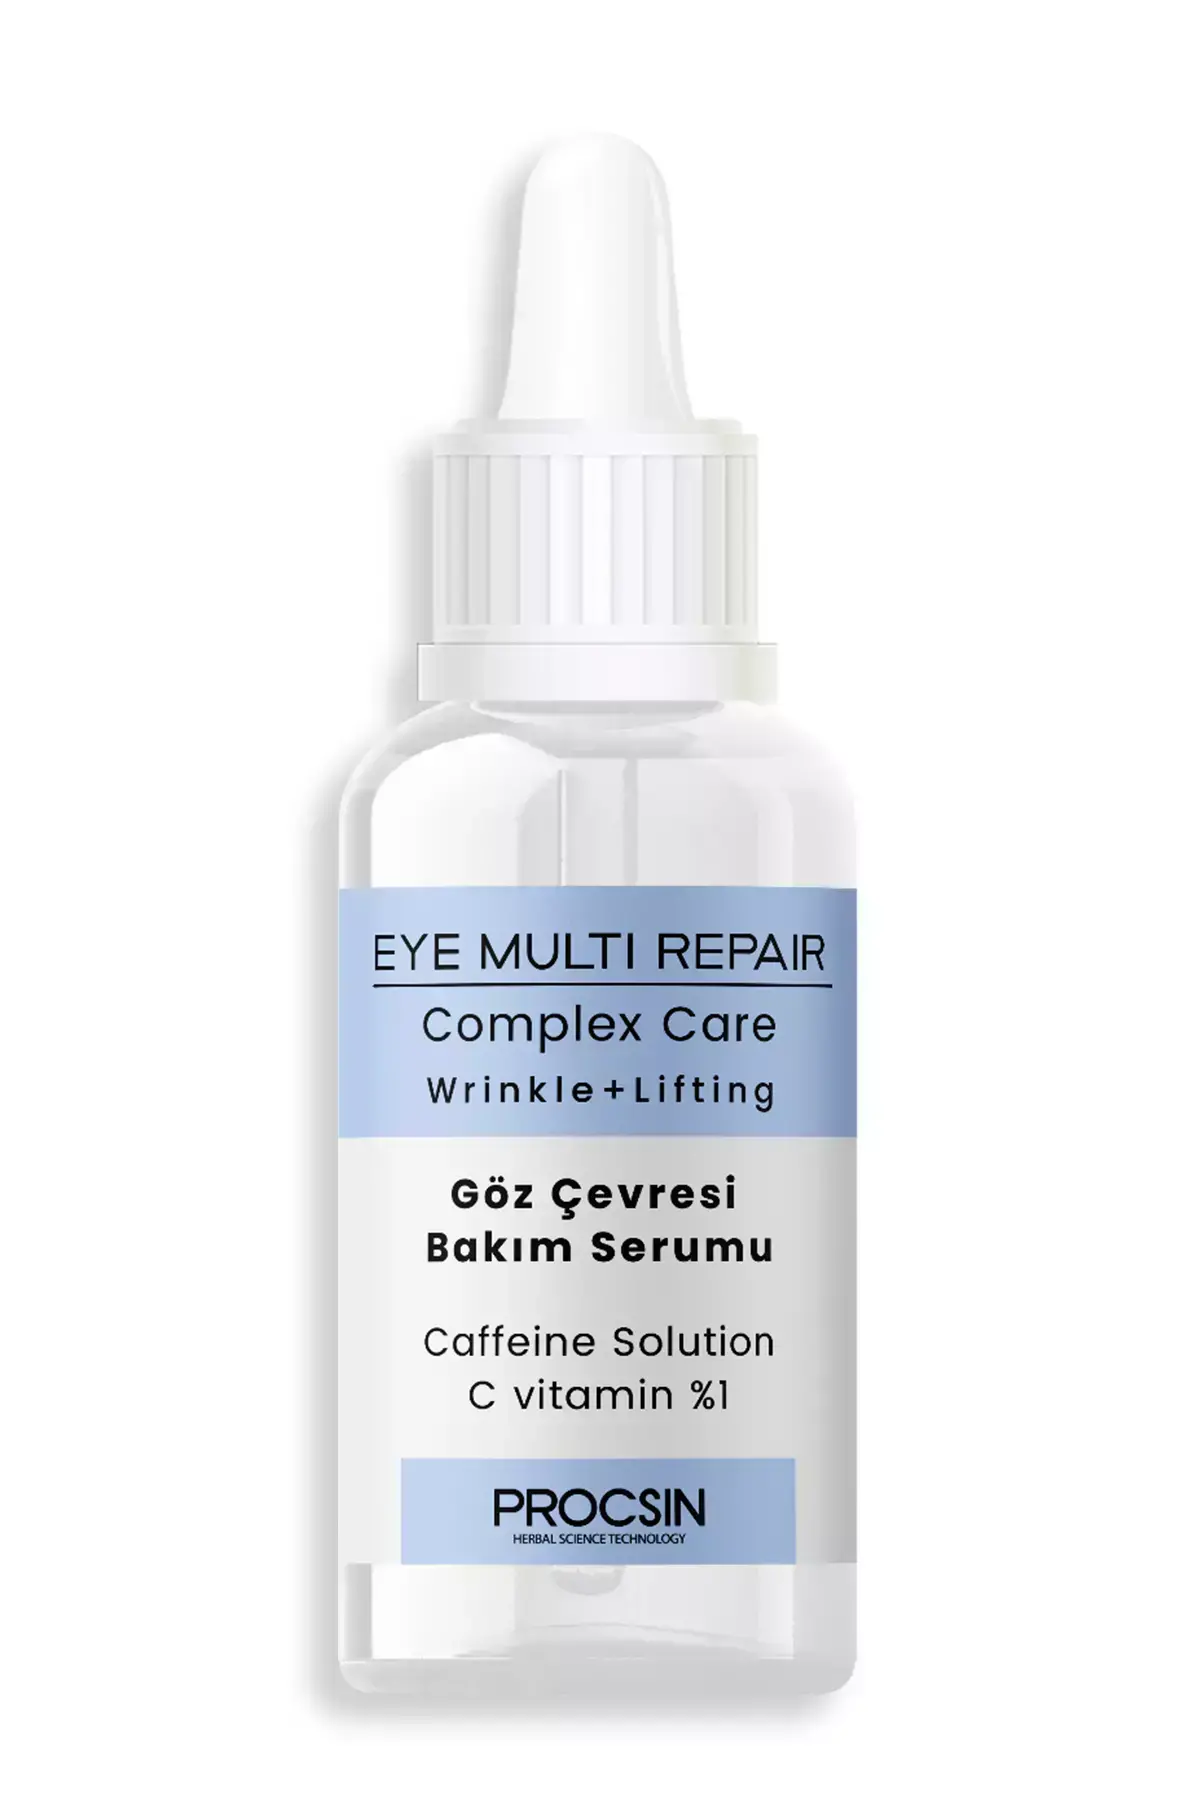 EYE MULTI REPAIR
Complex Care
Wrinkle+Lifting
Göz Çevresi
Bakım Serumu
Caffeine Solution
C vitamin %1
PROCSIN
HERBAL SCIENCE TECHNOLOGY